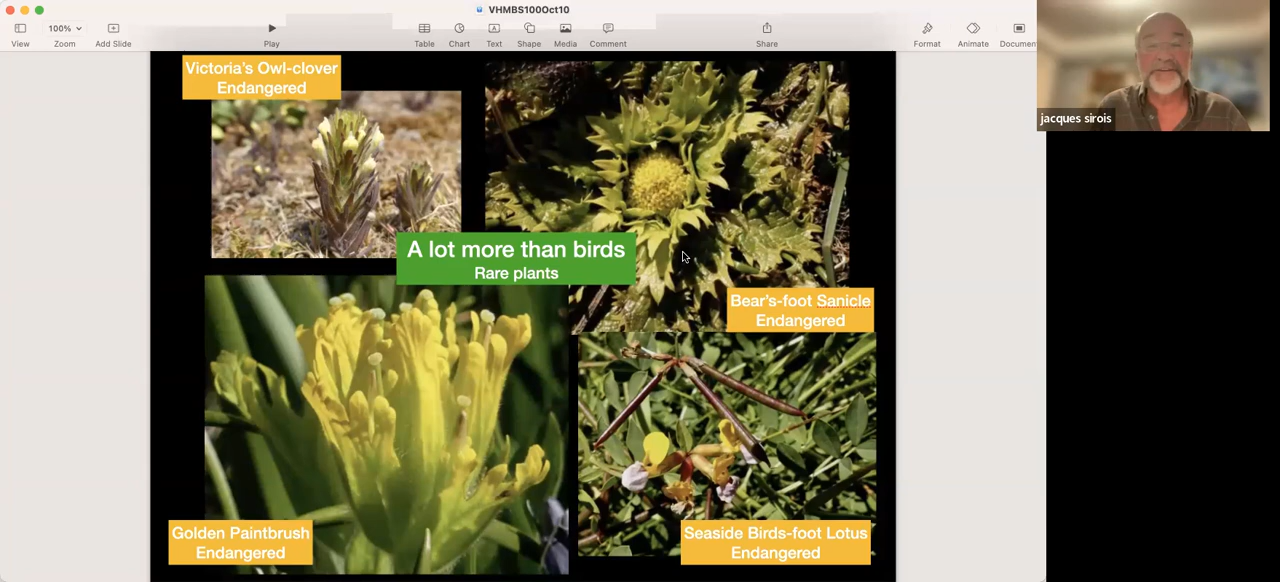 VHMBS100Oct10
100%
View
Zoom
Add Slide
Play
Table
Chart
Text
Shape
Media
Comment
Share
Format
Animate
Documen
jacques sirois
Victoria's Owl-clover
Endangered
A lot more than birds
Rare plants
Bear's-foot Sanicle
Endangered
Golden Paintbrush
Endangered
Seaside Birds-foot Lotus
Endangered